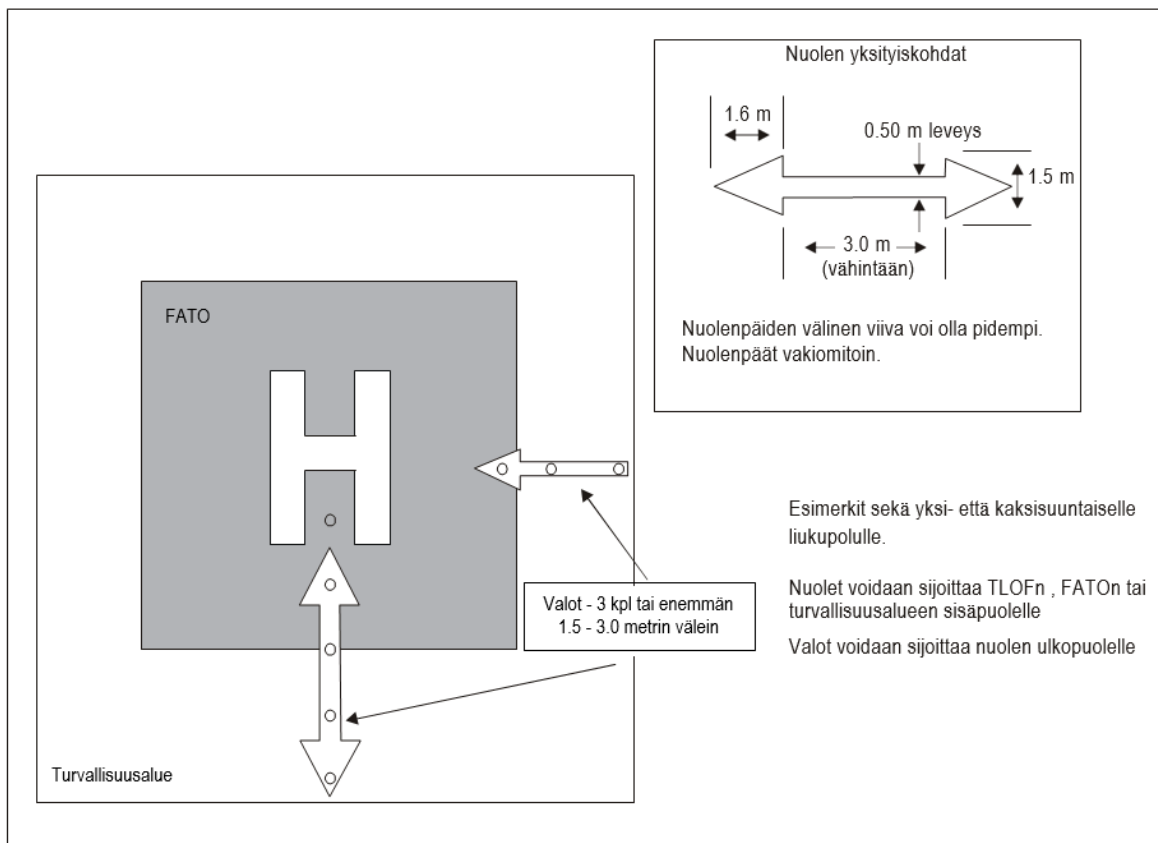 Nuolen yksityiskohdat
1.6 m
0.50 m leveys
1.5 m
3.0 m
(vähintään)
Nuolenpäiden välinen viiva voi olla pidempi.
Nuolenpäät vakiomitoin.
FATO
H
Esimerkit sekä yksi- että kaksisuuntaiselle
liukupolulle.
Nuolet voidaan sijoittaa TLOFn , FATOn tai
turvallisuusalueen sisäpuolelle
Valot voidaan sijoittaa nuolen ulkopuolelle
Valot - 3 kpl tai enemmän
1.5 - 3.0 metrin välein
Turvallisuusalue